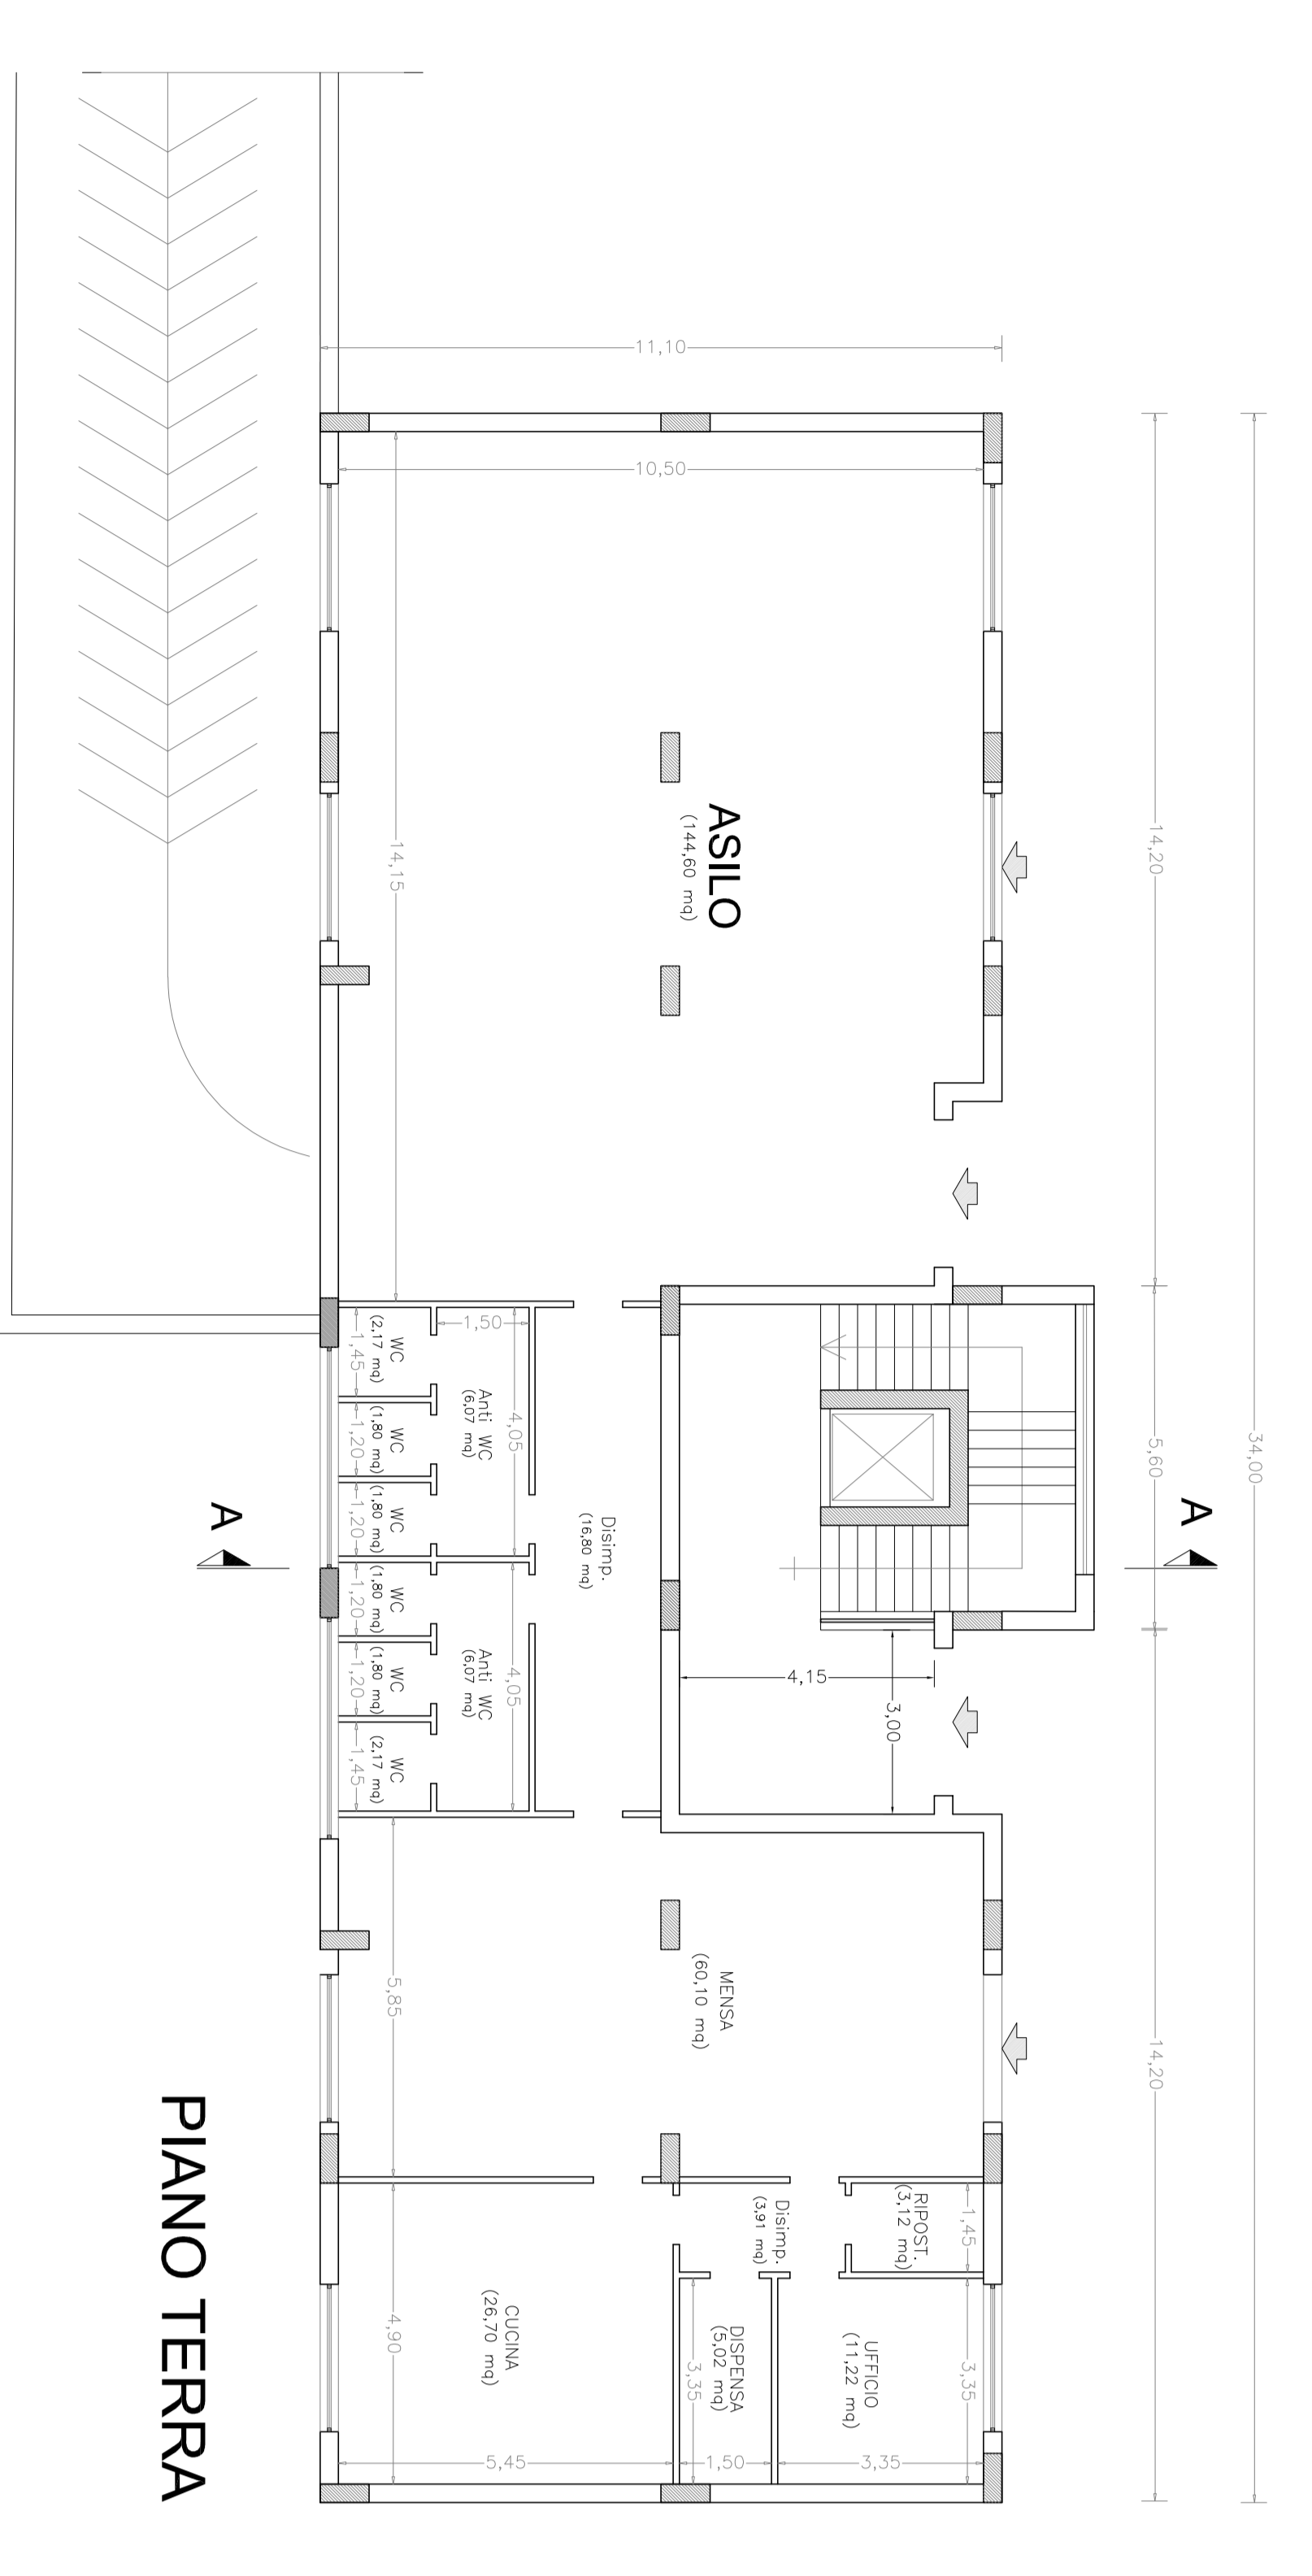 34,00
14,20
5,60
14,20
A
A
11,10
10,50
14,15
ASILO
(144,60 mq)
4,15
3,00
Disimp.
(16,80 mq)
1,50
4,05
Anti WC
(6,07 mq)
4,05
Anti WC
(6,07 mq)
WC
(2,17 mq)
1,45
WC
(1,80 mq)
1,20
WC
(1,80 mq)
1,20
WC
(1,80 mq)
1,20
WC
(1,80 mq)
1,20
WC
(2,17 mq)
1,45
MENSA
(60,10 mq)
5,85
RIPOST.
(3,12 mq)
1,45
Disimp.
(3,91 mq)
UFFICIO
(11,22 mq)
3,35
3,35
DISPENSA
(5,02 mq)
3,35
1,50
CUCINA
(26,70 mq)
4,90
5,45
PIANO TERRA